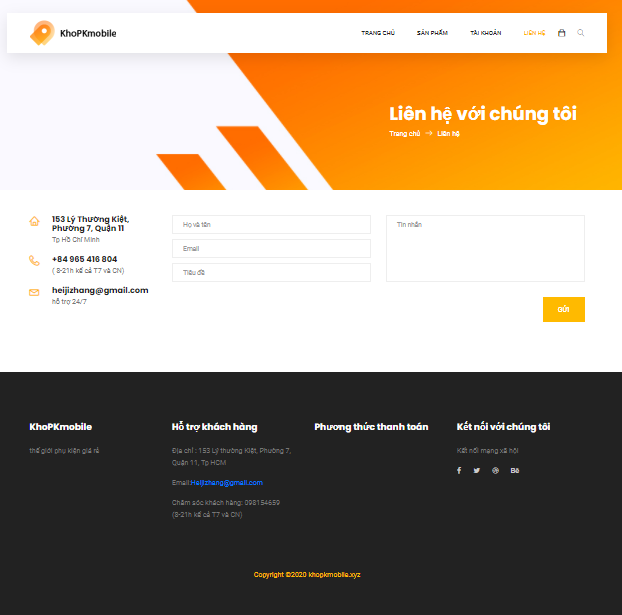 KhoPKmobile
TRANG CHỦ
SẢN PHẨM
TÀI KHOẢN
LIÊN HỆ
Liên hệ với chúng tôi
Trang chủ → Liên hệ
153 Lý Thường Kiệt,
Phường 7, Quận 11
Tp Hồ Chí Minh
+84 965 416 804
( 8-21h kể cả T7 và CN)
heijizhang@gmail.com
hỗ trợ 24/7
Họ và tên
Email
Tiêu đề
Tin nhắn
GỬI
KhoPKmobile
thế giới phụ kiện giá rẻ
Hỗ trợ khách hàng
Địa chỉ : 153 Lý thường Kiệt, Phường 7,
Quận 11, Tp HCM
Email:Heijizhang@gmail.com
Chăm sóc khách hàng: 098154659
(8-21h kể cả T7 và CN)
Phương thức thanh toán
Kết nối với chúng tôi
Kết nối mạng xã hội
Copyright ©2020 khopkmobile.xyz